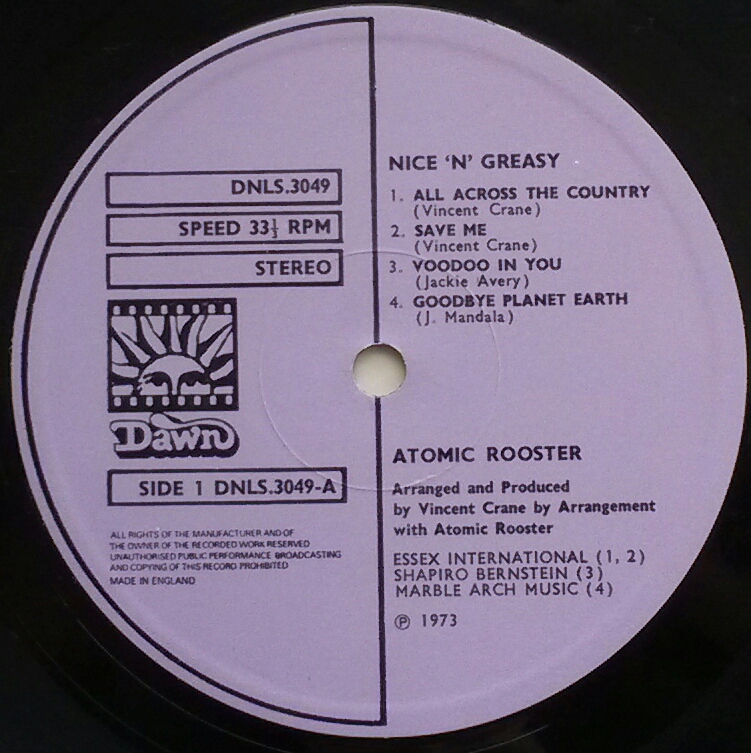 DNLS.3049
SPEED 33⅓ RPM
STEREO
Dawn
SIDE 1 DNLS.3049-A
ALL RIGHTS OF THE MANUFACTURER AND OF
THE OWNER OF THE RECORDED WORK RESERVED
UNAUTHORISED PUBLIC PERFORMANCE BROADCASTING
AND COPYING OF THIS RECORD PROHIBITED
MADE IN ENGLAND
NICE 'N' GREASY
1. ALL ACROSS THE COUNTRY
(Vincent Crane)
2. SAVE ME
(Vincent Crane)
3. VOODOO IN YOU
(Jackie Avery)
4. GOODBYE PLANET EARTH
(J. Mandala)
ATOMIC ROOSTER
Arranged and Produced
by Vincent Crane by Arrangement
with Atomic Rooster
ESSEX INTERNATIONAL (1, 2)
SHAPIRO BERNSTEIN (3)
MARBLE ARCH MUSIC (4)
℗ 1973